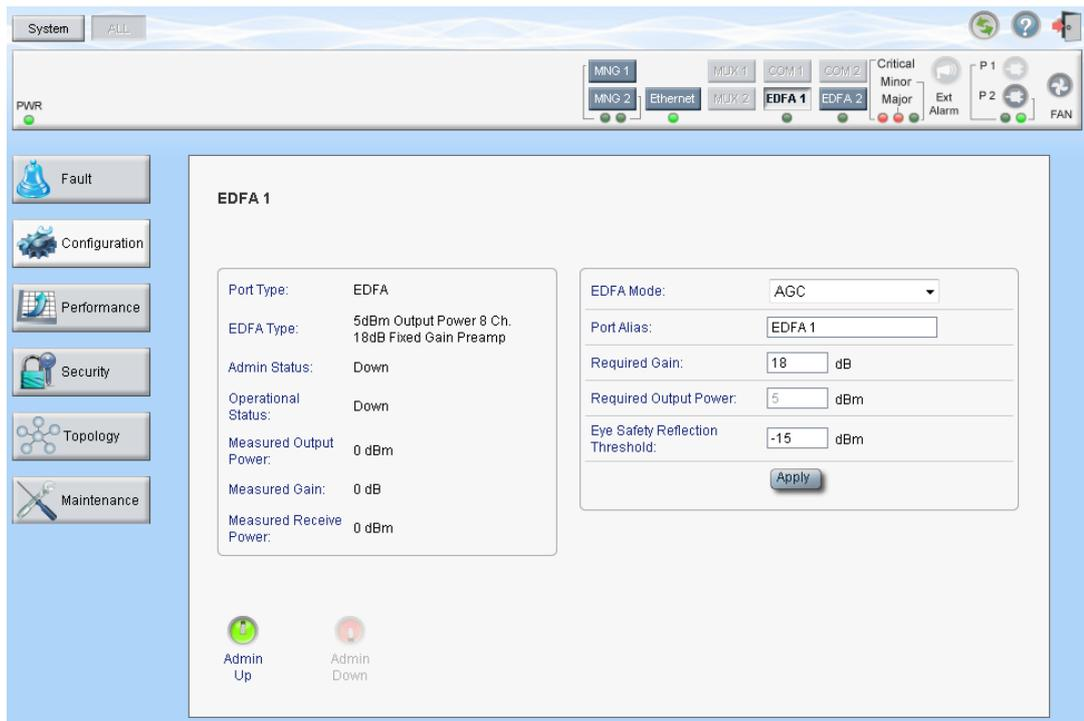 System
ALL
PWR
MNG 1
MUX 1
COM 1
COM 2
Critical
Minor
Major
Ext
Alarm
P 1
P 2
FAN
MNG 2
Ethernet
MUX 2
EDFA 1
EDFA 2
Fault
Configuration
Performance
Security
Topology
Maintenance
EDFA 1
Port Type: EDFA
EDFA Type: 5dBm Output Power 8 Ch.
18dB Fixed Gain Preamp
Admin Status: Down
Operational
Status: Down
Measured Output
Power: 0 dBm
Measured Gain: 0 dB
Measured Receive
Power: 0 dBm
EDFA Mode: AGC
Port Alias: EDFA 1
Required Gain: 18 dB
Required Output Power: 5 dBm
Eye Safety Reflection
Threshold: -15 dBm
Apply
Admin
Up
Admin
Down